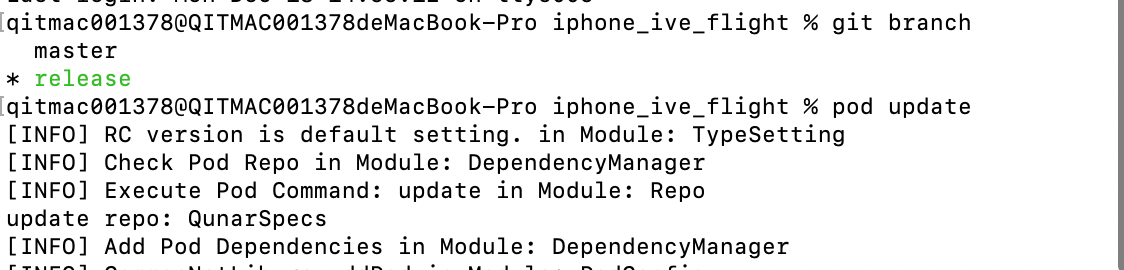 [qitmac001378@QITMAC001378deMacBook-Pro iphone_ive_flight % git branch
master
* release
[qitmac001378@QITMAC001378deMacBook-Pro iphone_ive_flight % pod update
[INFO] RC version is default setting. in Module: TypeSetting
[INFO] Check Pod Repo in Module: DependencyManager
[INFO] Execute Pod Command: update in Module: Repo
update repo: QunarSpecs
[INFO] Add Pod Dependencies in Module: DependencyManager